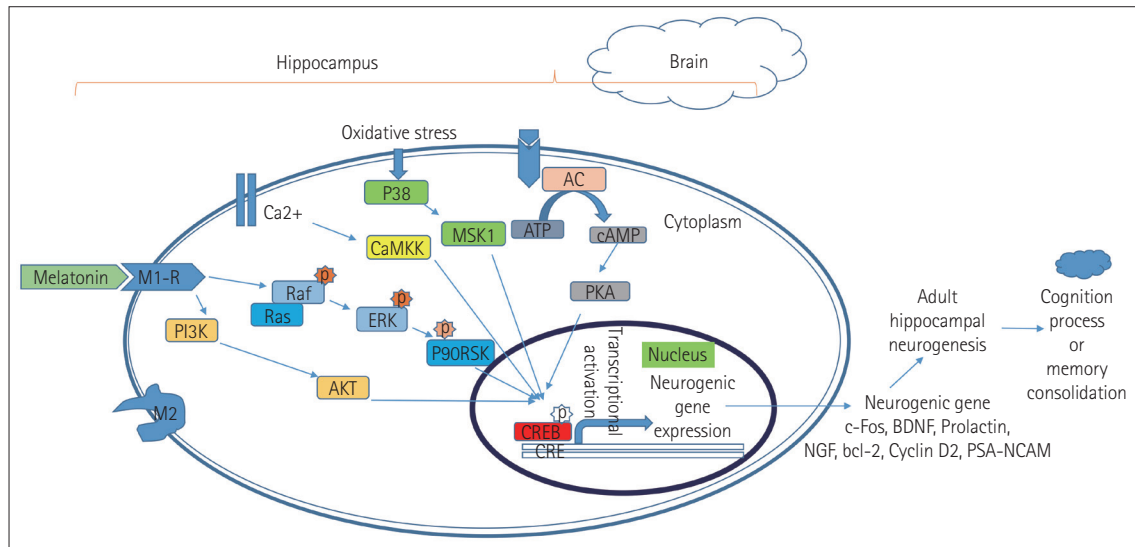 Hippocampus
Brain
Oxidative stress
AC
P38
Ca2+
MSK1
ATP
cAMP
Cytoplasm
CaMKK
Melatonin
M1-R
p
Raf
Ras
p
ERK
PKA
PI3K
p
P90RSK
AKT
M2
Transcriptional
activation
Nucleus
Neurogenic
gene
expression
p
CREB
CRE
Adult
hippocampal
neurogenesis
Cognition
process
or
memory
consolidation
Neurogenic gene
c-Fos, BDNF, Prolactin,
NGF, bcl-2, Cyclin D2, PSA-NCAM